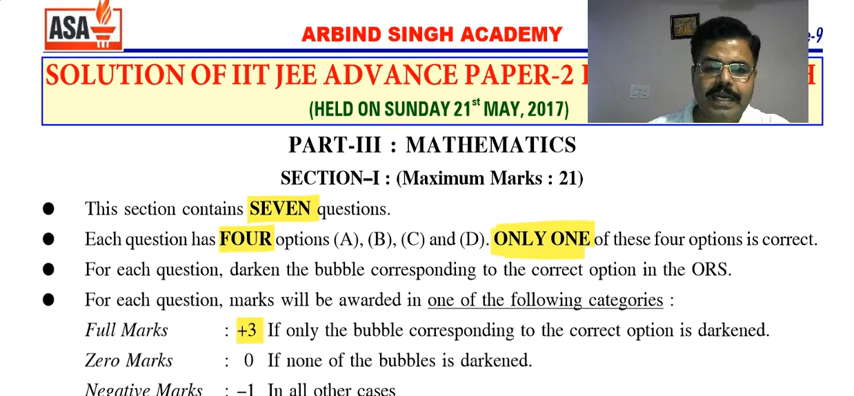 ASA
ARBIND SINGH ACADEMY
e-9
SOLUTION OF IIT JEE ADVANCE PAPER-2
H
(HELD ON SUNDAY 21st MAY, 2017)
PART-III : MATHEMATICS
SECTION–I : (Maximum Marks : 21)
● This section contains SEVEN questions.
● Each question has FOUR options (A), (B), (C) and (D). ONLY ONE of these four options is correct.
● For each question, darken the bubble corresponding to the correct option in the ORS.
● For each question, marks will be awarded in one of the following categories :
Full Marks : +3 If only the bubble corresponding to the correct option is darkened.
Zero Marks : 0 If none of the bubbles is darkened.
Negative Marks : –1 In all other cases